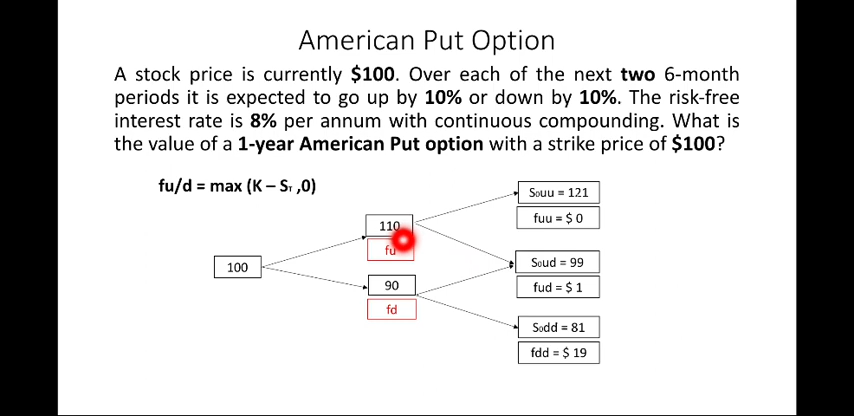 American Put Option
A stock price is currently $100. Over each of the next two 6-month
periods it is expected to go up by 10% or down by 10%. The risk-free
interest rate is 8% per annum with continuous compounding. What is
the value of a 1-year American Put option with a strike price of $100?
fu/d = max (K – Sт ,0)
S₀uu = 121
fuu = $ 0
110
fu
S₀ud = 99
100
90
fud = $ 1
fd
S₀dd = 81
fdd = $ 19